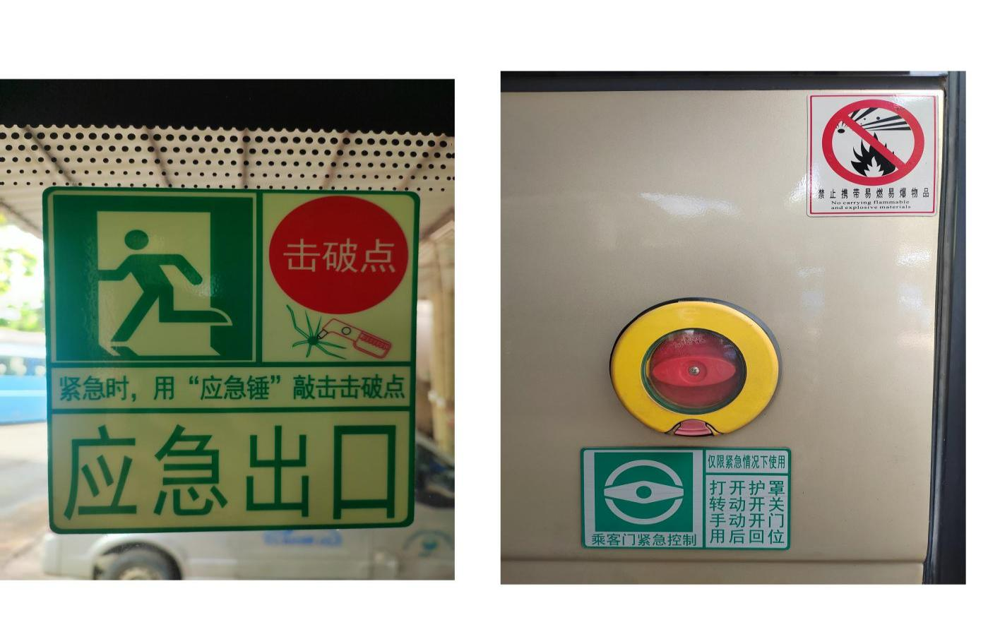 击破点
紧急时，用“应急锤”敲击击破点
应急出口
禁止携带易燃易爆物品
No carrying flammable
and explosive materials
仅限紧急情况下使用
打开护罩
转动开关
手动开门
用后回位
乘客门紧急控制